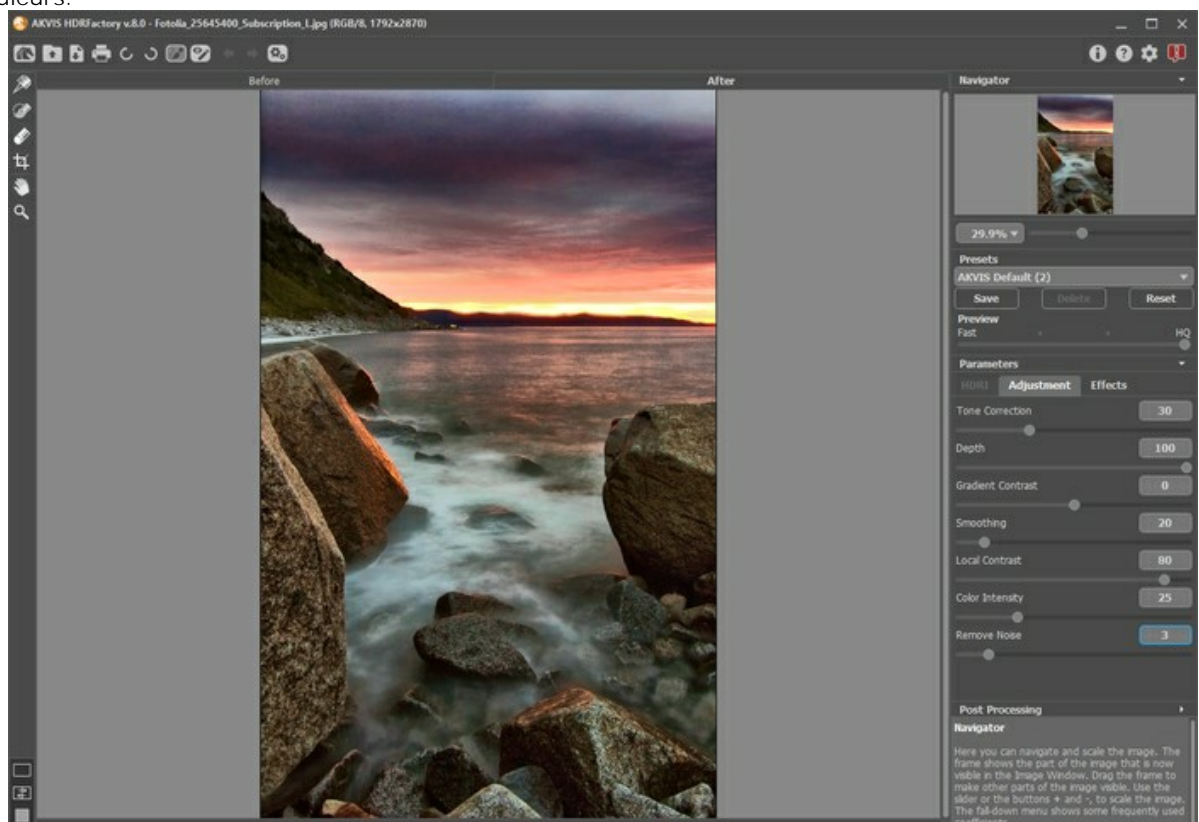 AKVIS HDRFactory v.8.0 - Fotolia_25645400_Subscription_L.jpg (RGB/8, 1792x2870)
Before
After
Navigator
29.9%
Presets
AKVIS Default (2)
Save Delete Reset
Preview
Fast HQ
Parameters
HDRI Adjustment Effects
Tone Correction 30
Depth 100
Gradient Contrast 0
Smoothing 20
Local Contrast 80
Color Intensity 25
Remove Noise 3
Post Processing
Navigator
Here you can navigate and scale the image. The
frame shows the part of the image that is now
visible in the Image Window. Drag the frame to
make other parts of the image visible. Use the
slider or the buttons + and -, to scale the image.
The fall-down menu shows some frequently used